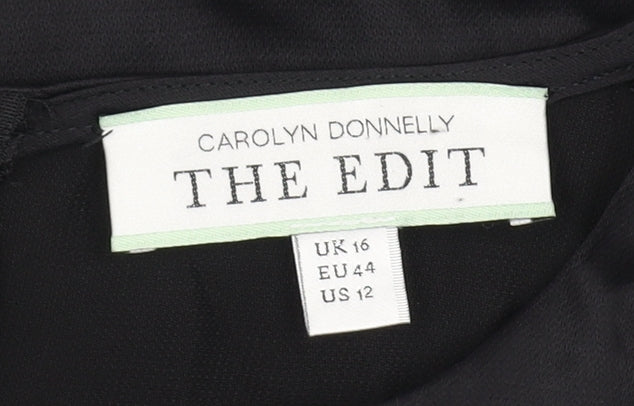 CAROLYN DONNELLY
THE EDIT
UK 16
EU 44
US 12